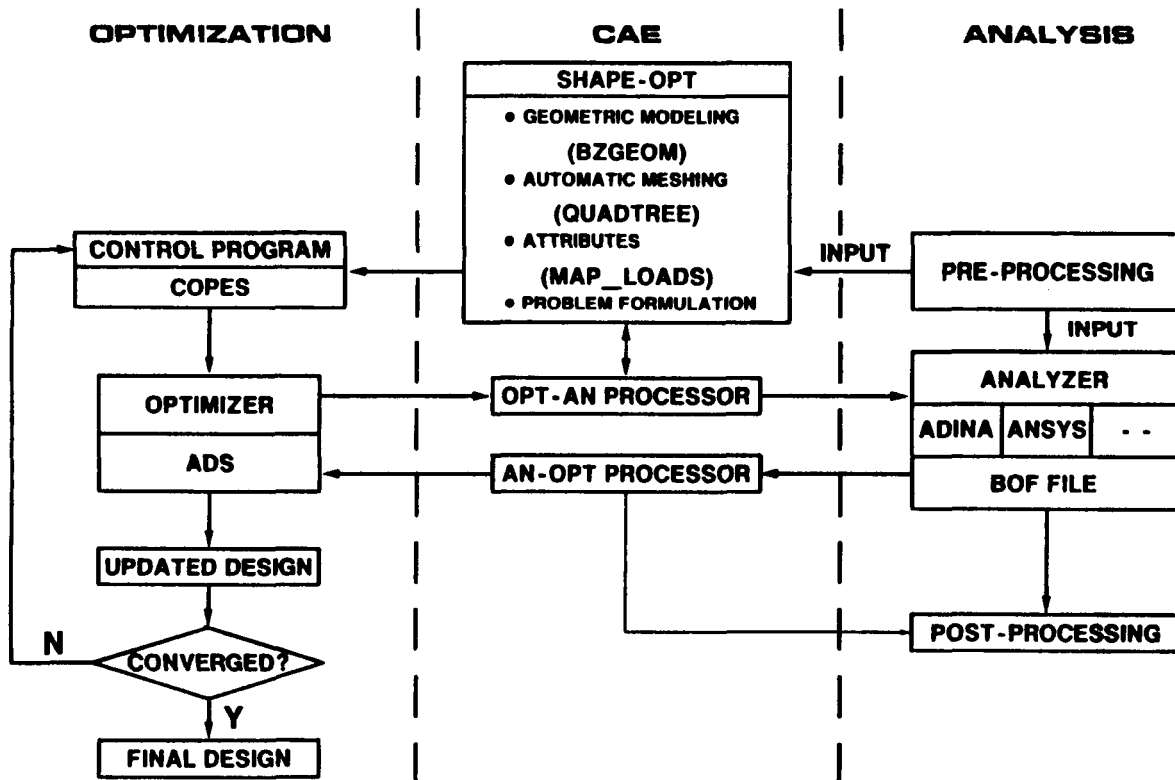 OPTIMIZATION
CAE
ANALYSIS
SHAPE-OPT
• GEOMETRIC MODELING
(BZGEOM)
• AUTOMATIC MESHING
(QUADTREE)
• ATTRIBUTES
(MAP_LOADS)
• PROBLEM FORMULATION
CONTROL PROGRAM
COPES
INPUT
PRE-PROCESSING
INPUT
OPTIMIZER
ADS
OPT-AN PROCESSOR
AN-OPT PROCESSOR
ANALYZER
ADINA ANSYS - -
BOF FILE
UPDATED DESIGN
N
CONVERGED?
Y
FINAL DESIGN
POST-PROCESSING